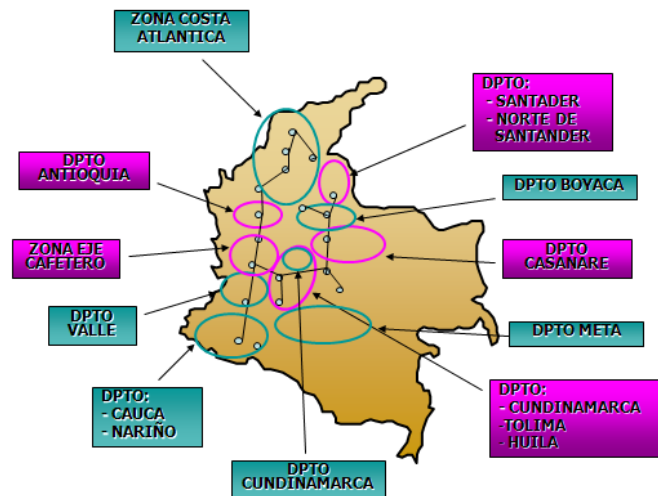 ZONA COSTA
ATLANTICA
DPTO:
- SANTADER
- NORTE DE
SANTANDER
DPTO
ANTIOQUIA
DPTO BOYACA
ZONA EJE
CAFETERO
DPTO
CASANARE
DPTO
VALLE
DPTO META
DPTO:
- CAUCA
- NARIÑO
DPTO:
- CUNDINAMARCA
-TOLIMA
- HUILA
DPTO
CUNDINAMARCA